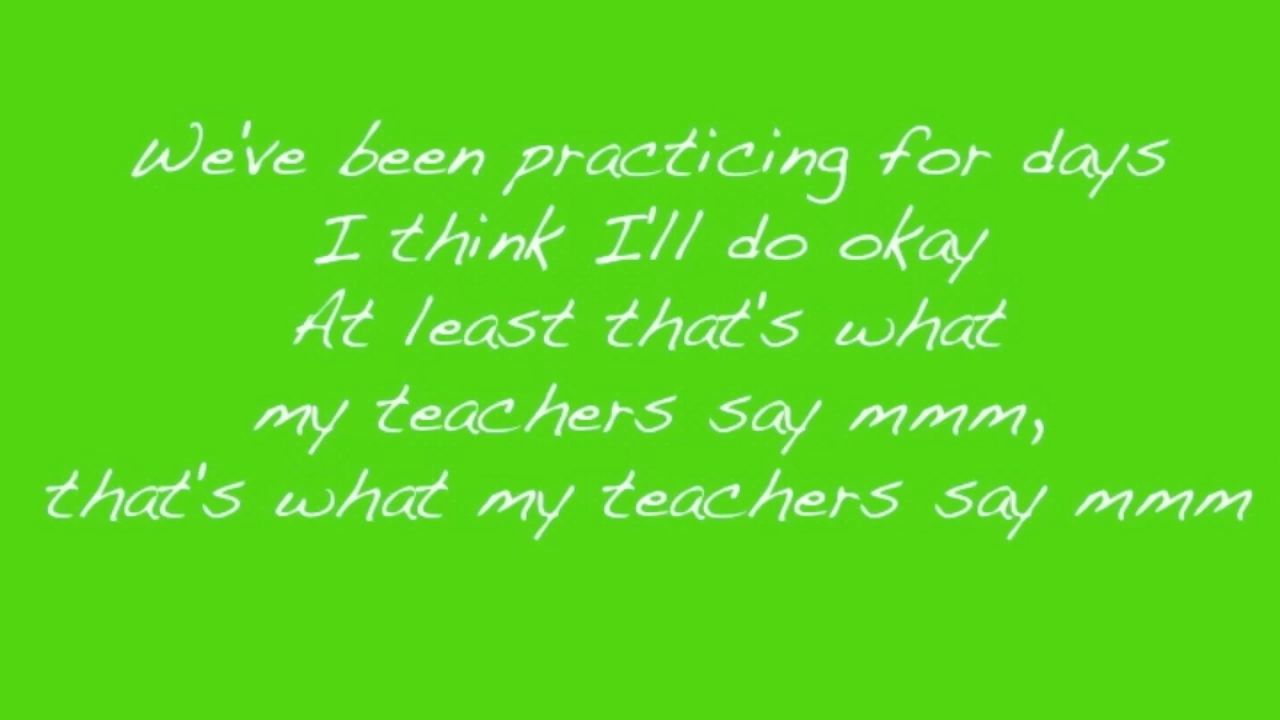 We've been practicing for days
I think I'll do okay
At least that's what
my teachers say mmm,
that's what my teachers say mmm